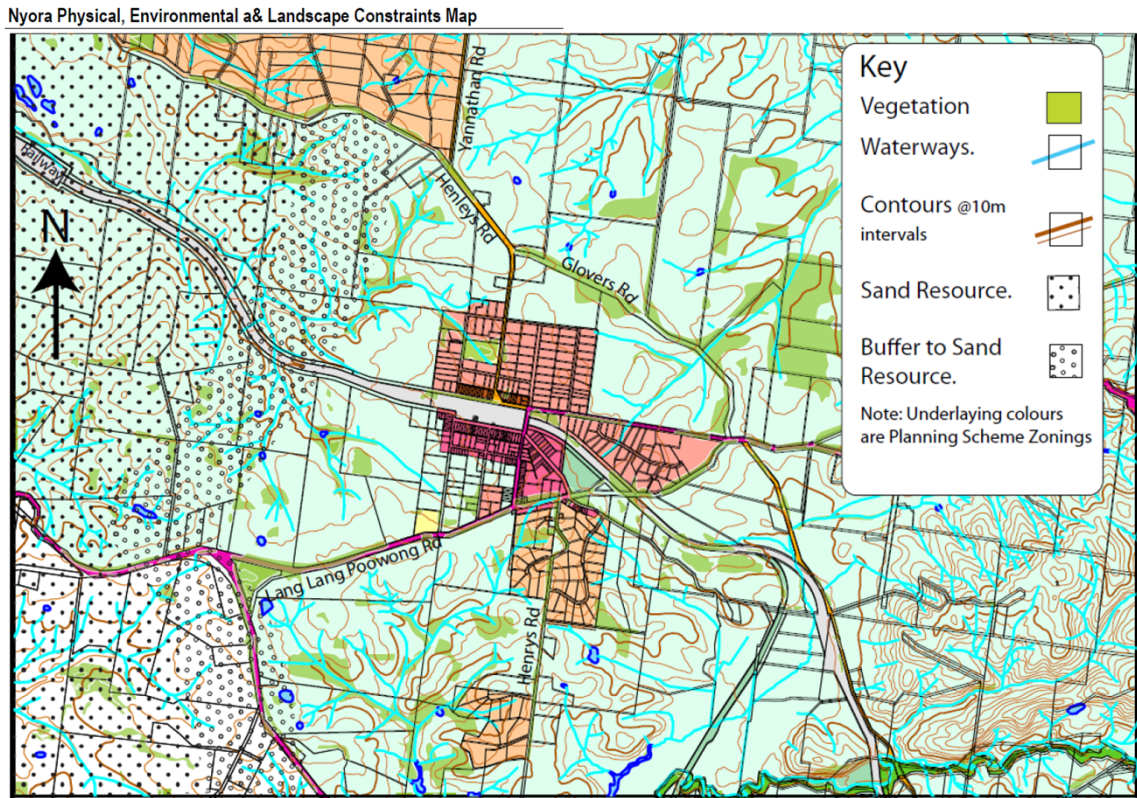 Nyora Physical, Environmental a& Landscape Constraints Map
Key
Vegetation
Waterways.
Contours @10m
intervals
Sand Resource.
Buffer to Sand
Resource.
Note: Underlaying colours
are Planning Scheme Zonings
Yannathan Rd
Railway
N
Henleys Rd
Glovers Rd
Lang Lang Poowong Rd
Henrys Rd